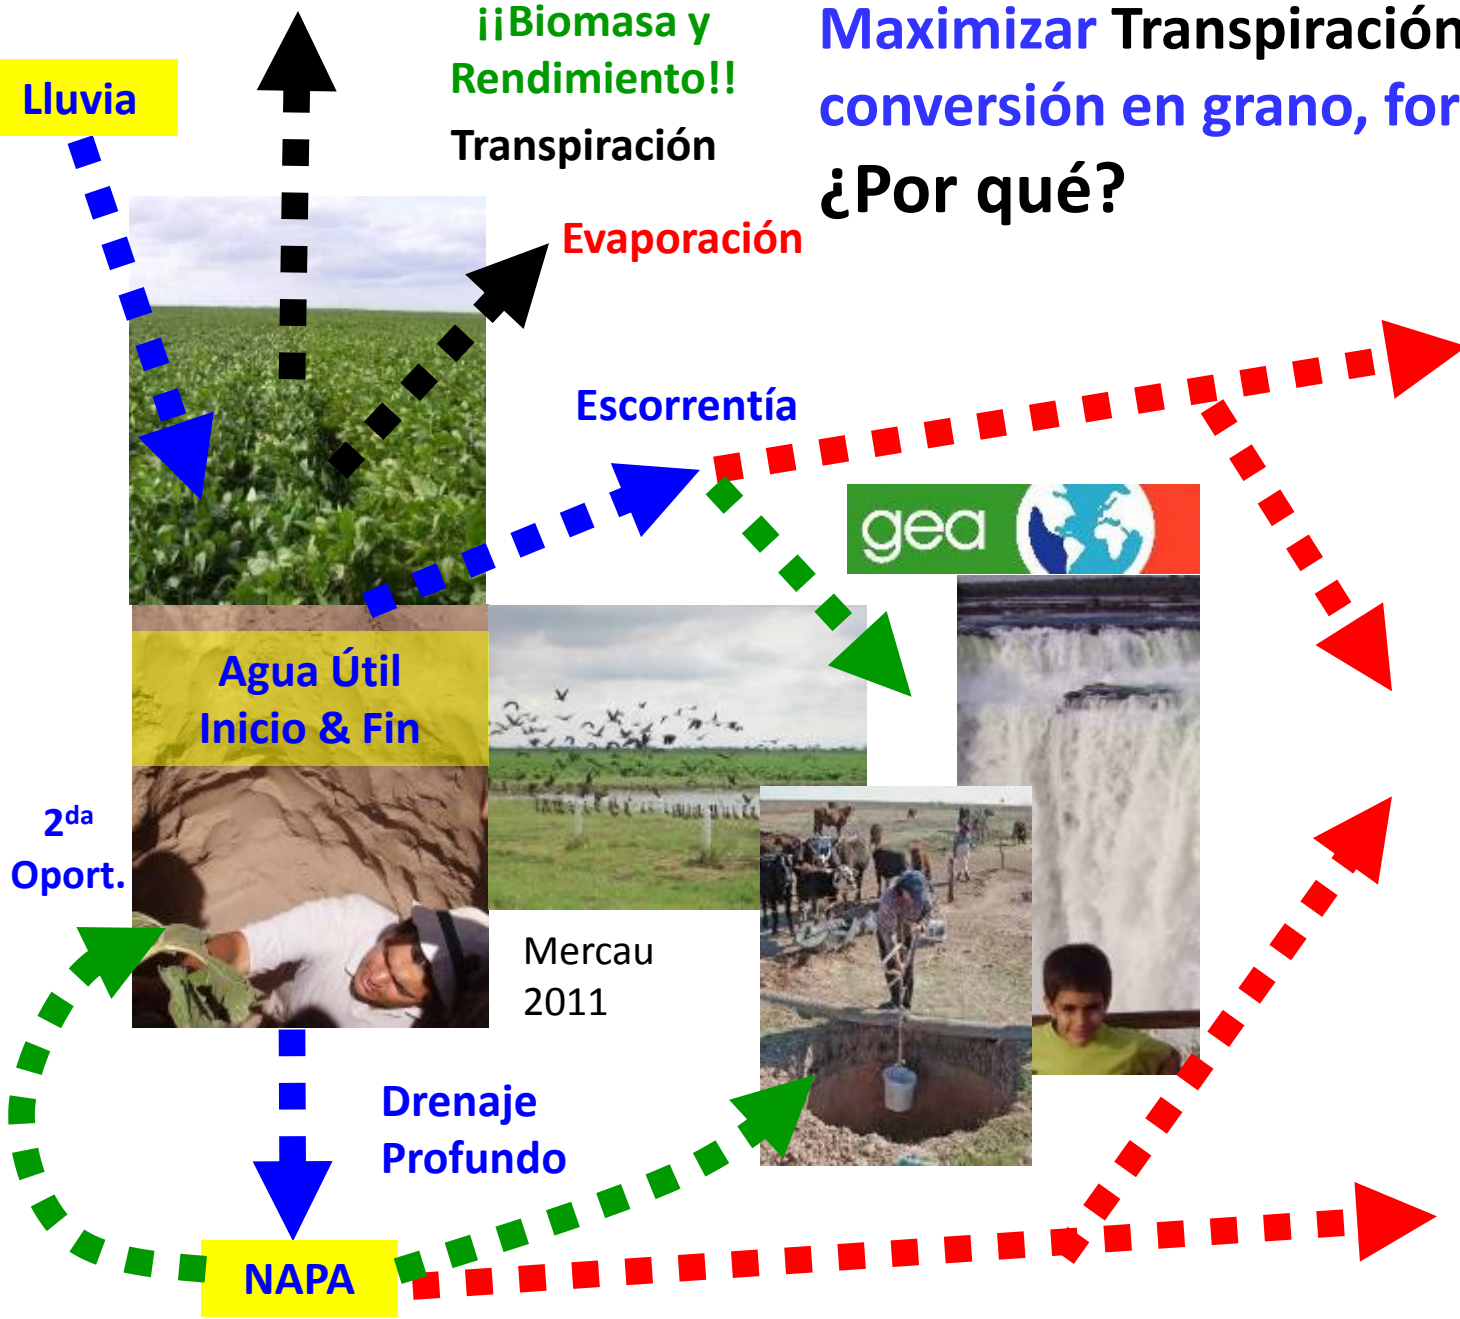 ¡¡Biomasa y
Rendimiento!!
Maximizar Transpiración
conversión en grano, for
Lluvia
Transpiración
¿Por qué?
Evaporación
Escorrentía
gea
Agua Útil
Inicio & Fin
2da
Oport.
Mercau
2011
Drenaje
Profundo
NAPA